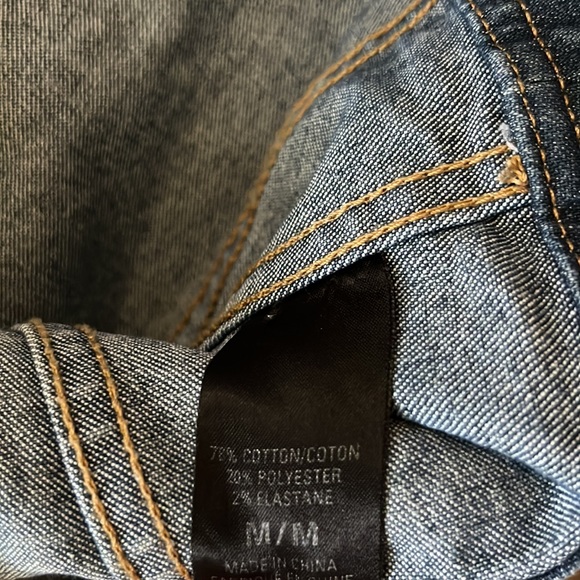 78% COTTON/COTON
20% POLYESTER
2% ELASTANE
M/M
MADE IN CHINA